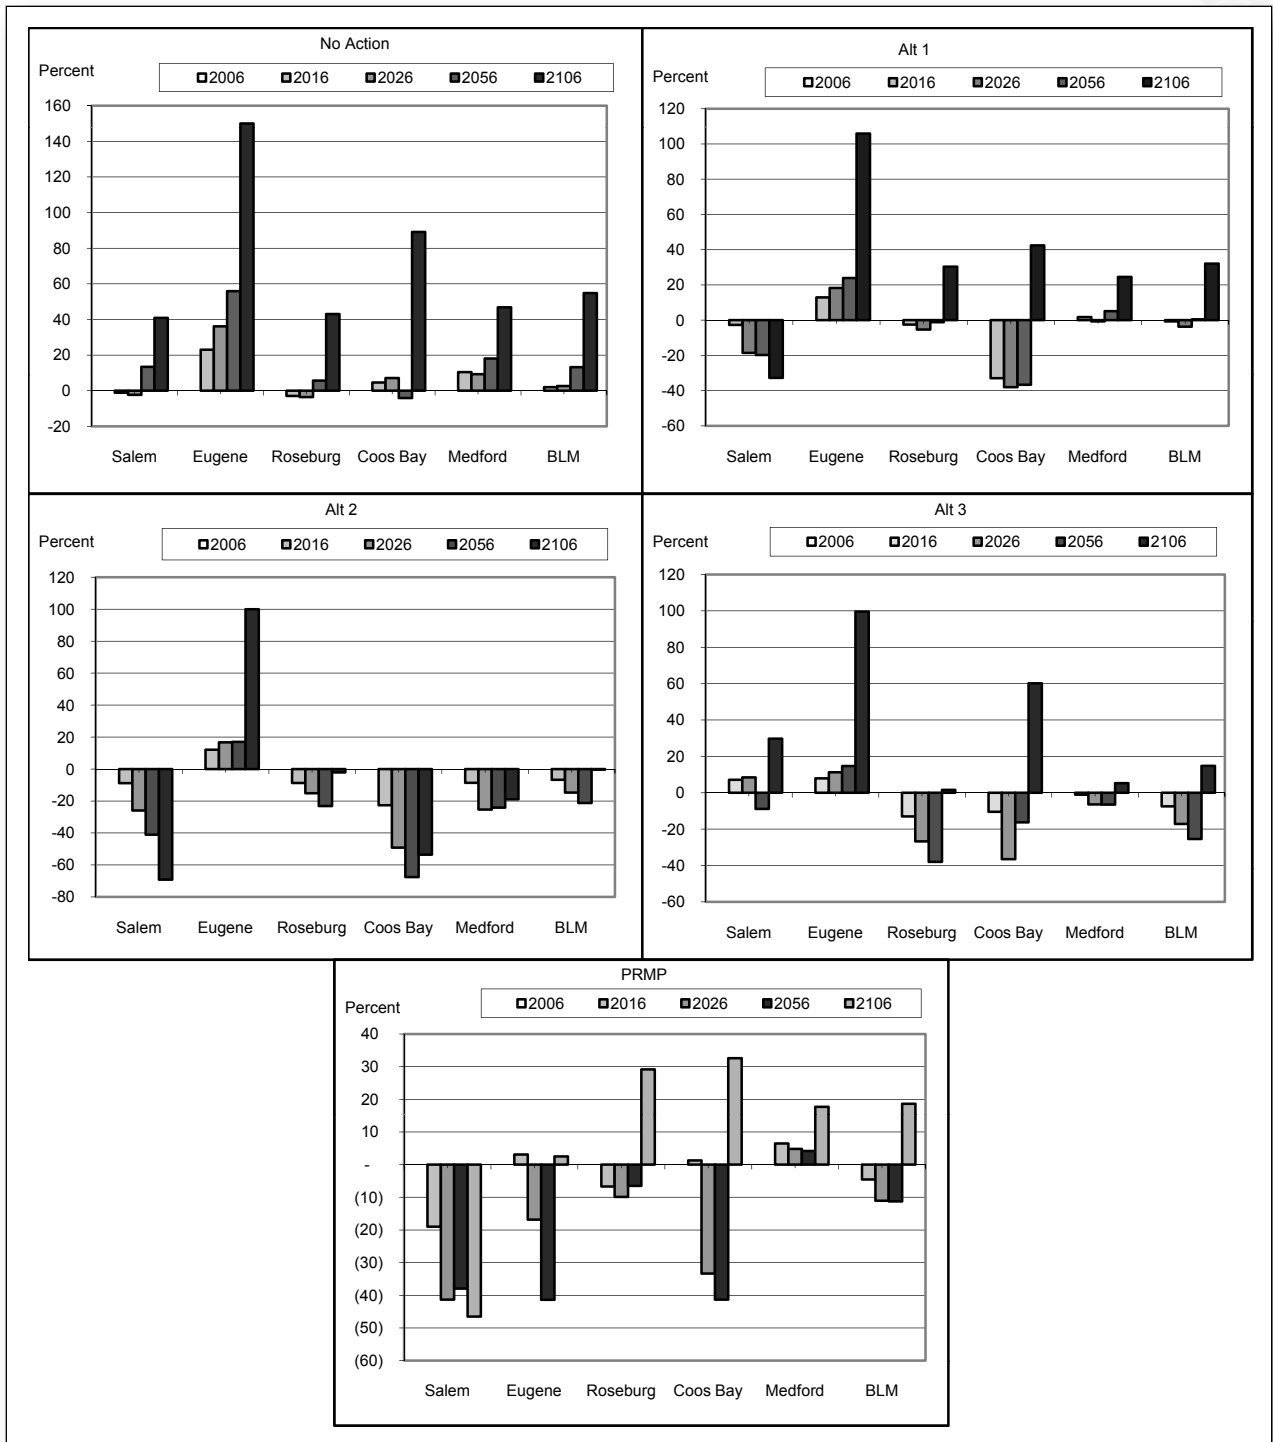 No Action
Percent
2006 2016 2026 2056 2106
160
140
120
100
80
60
40
20
0
-20
Salem Eugene Roseburg Coos Bay Medford BLM
Alt 1
Percent
2006 2016 2026 2056 2106
120
100
80
60
40
20
0
-20
-40
-60
Salem Eugene Roseburg Coos Bay Medford BLM
Alt 2
Percent
2006 2016 2026 2056 2106
120
100
80
60
40
20
0
-20
-40
-60
-80
Salem Eugene Roseburg Coos Bay Medford BLM
Alt 3
Percent
2006 2016 2026 2056 2106
120
100
80
60
40
20
0
-20
-40
-60
Salem Eugene Roseburg Coos Bay Medford BLM
PRMP
Percent
2006 2016 2026 2056 2106
40
30
20
10
-
(10)
(20)
(30)
(40)
(50)
(60)
Salem Eugene Roseburg Coos Bay Medford BLM